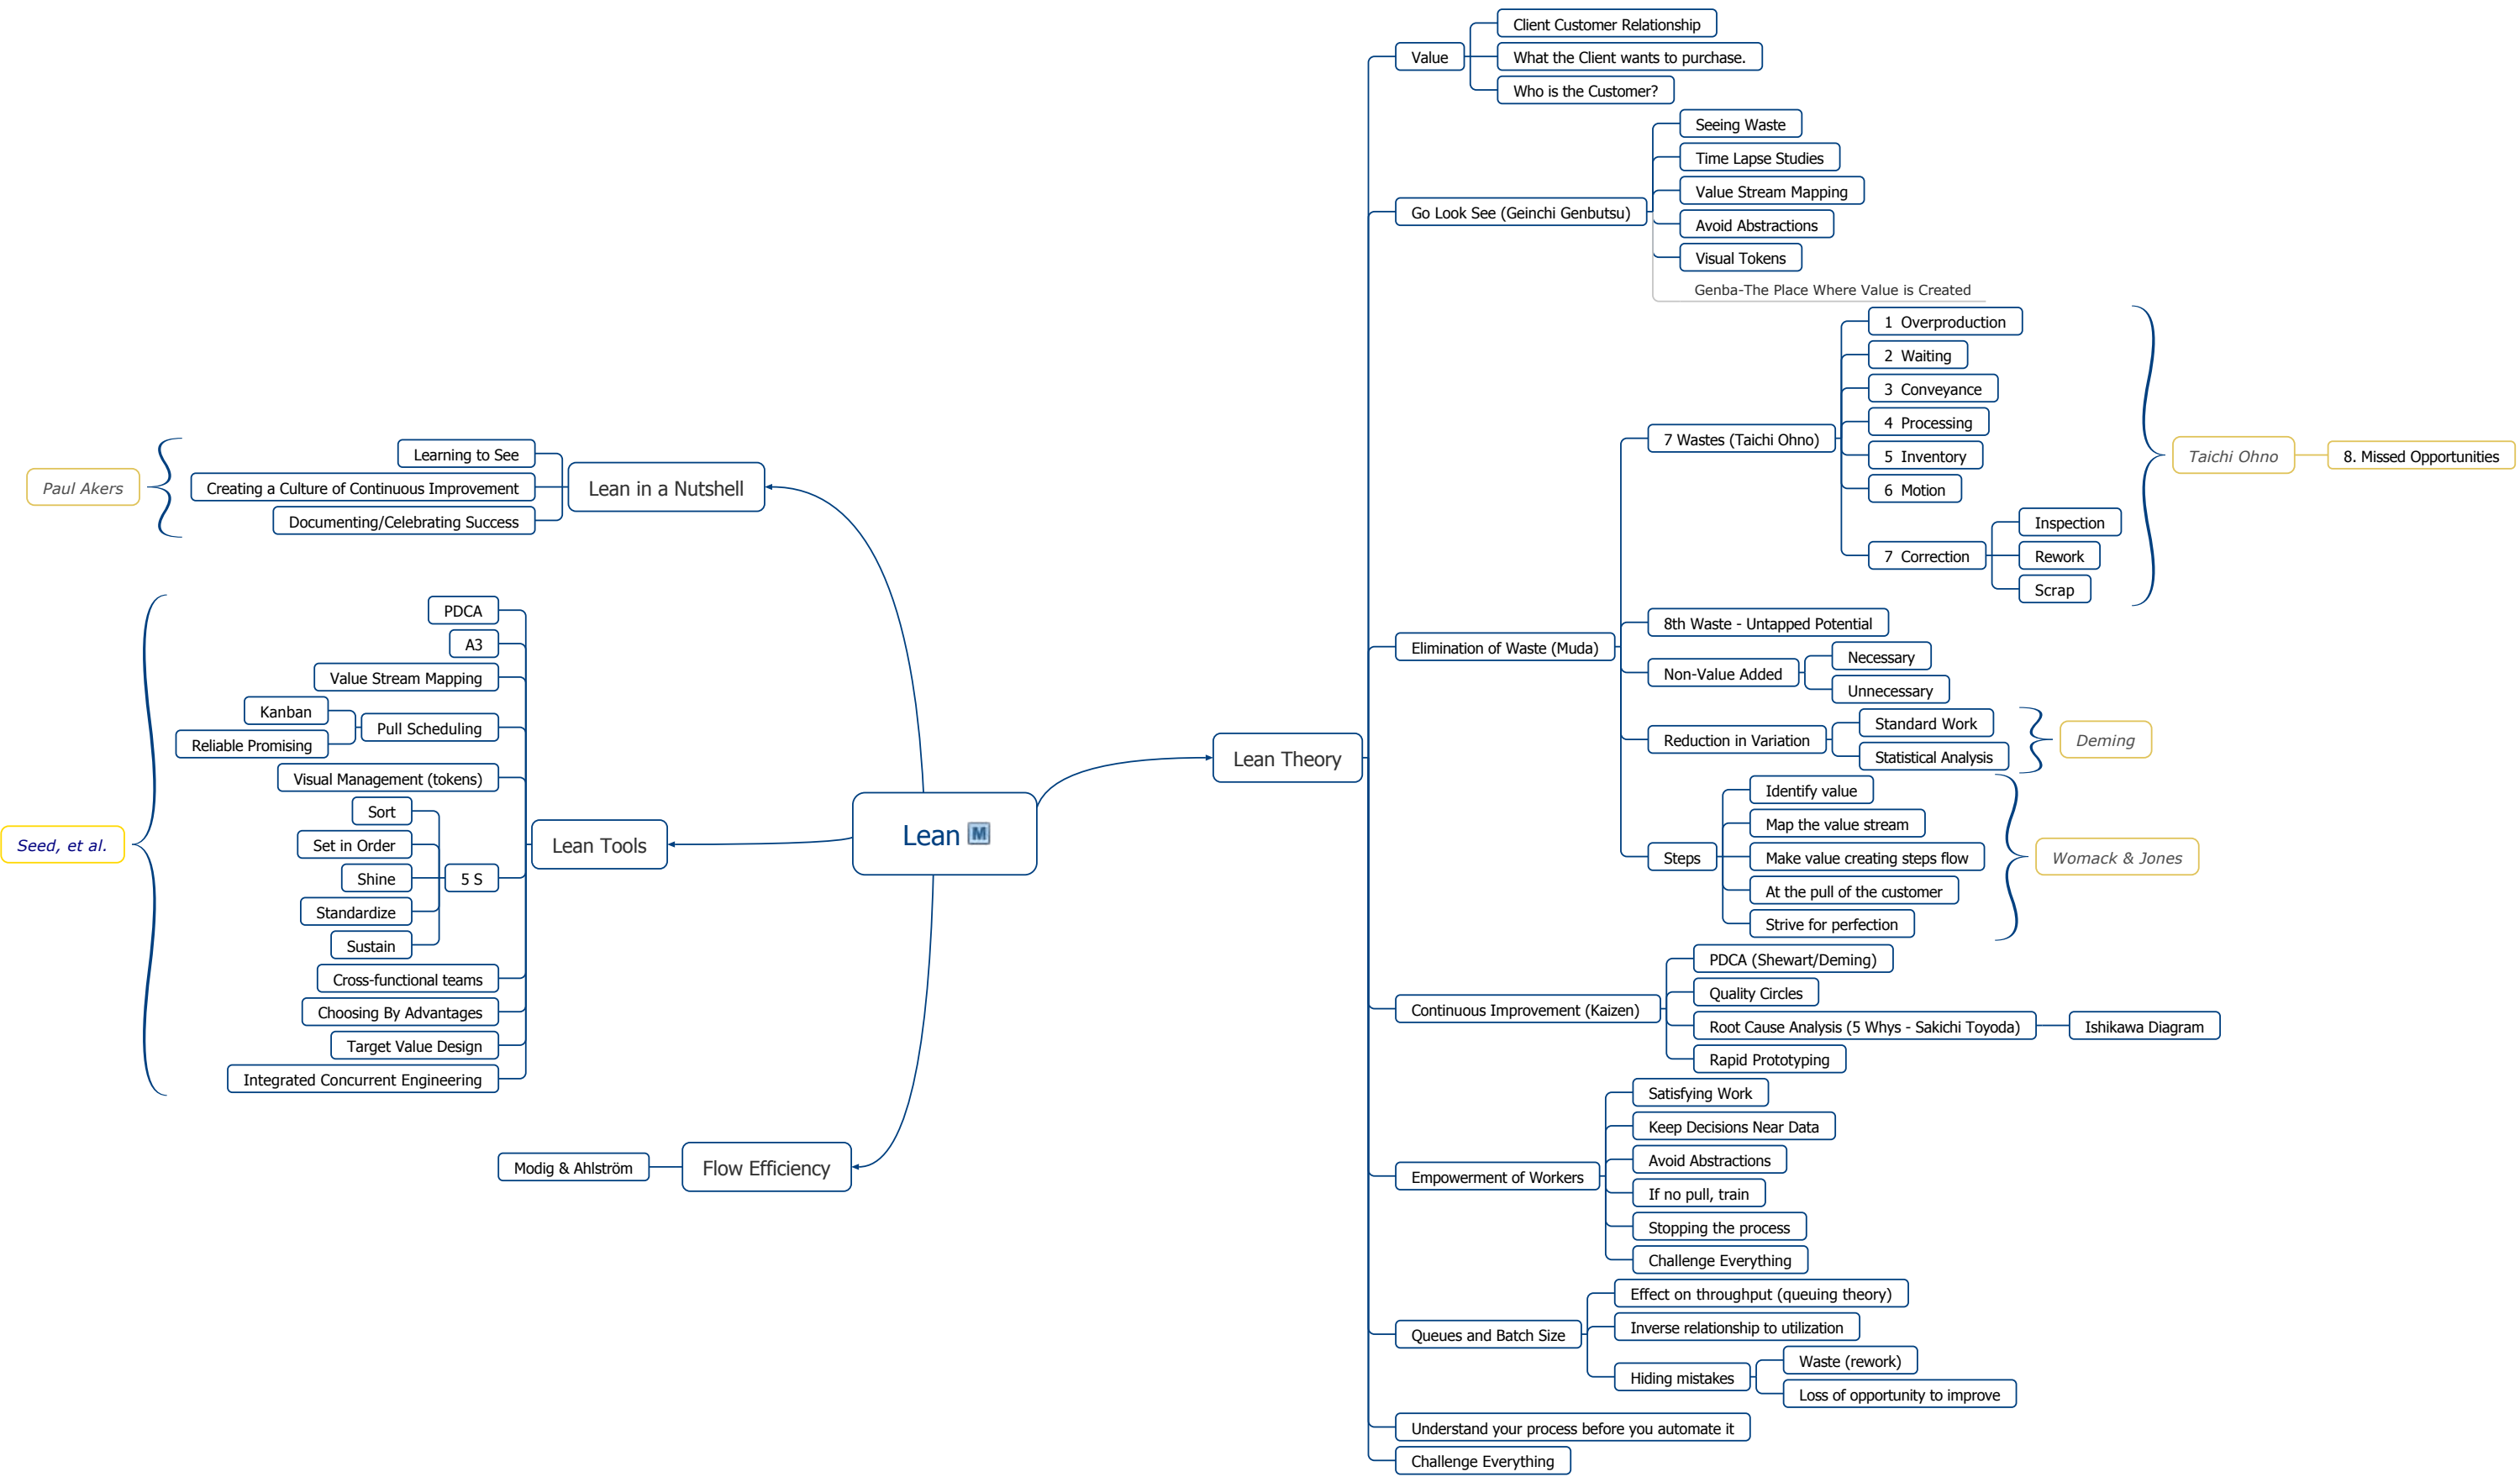 Lean
Lean Theory
Value
Client Customer Relationship
What the Client wants to purchase.
Who is the Customer?
Go Look See (Geinchi Genbutsu)
Seeing Waste
Time Lapse Studies
Value Stream Mapping
Avoid Abstractions
Visual Tokens
Genba-The Place Where Value is Created
Elimination of Waste (Muda)
7 Wastes (Taichi Ohno)
1 Overproduction
2 Waiting
3 Conveyance
4 Processing
5 Inventory
6 Motion
7 Correction
Inspection
Rework
Scrap
Taichi Ohno
8. Missed Opportunities
8th Waste - Untapped Potential
Non-Value Added
Necessary
Unnecessary
Reduction in Variation
Standard Work
Statistical Analysis
Deming
Steps
Identify value
Map the value stream
Make value creating steps flow
At the pull of the customer
Strive for perfection
Womack & Jones
Continuous Improvement (Kaizen)
PDCA (Shewart/Deming)
Quality Circles
Root Cause Analysis (5 Whys - Sakichi Toyoda)
Ishikawa Diagram
Rapid Prototyping
Empowerment of Workers
Satisfying Work
Keep Decisions Near Data
Avoid Abstractions
If no pull, train
Stopping the process
Challenge Everything
Queues and Batch Size
Effect on throughput (queuing theory)
Inverse relationship to utilization
Hiding mistakes
Waste (rework)
Loss of opportunity to improve
Understand your process before you automate it
Challenge Everything
Flow Efficiency
Modig & Ahlström
Lean Tools
PDCA
A3
Value Stream Mapping
Pull Scheduling
Kanban
Reliable Promising
Visual Management (tokens)
5 S
Sort
Set in Order
Shine
Standardize
Sustain
Cross-functional teams
Choosing By Advantages
Target Value Design
Integrated Concurrent Engineering
Seed, et al.
Lean in a Nutshell
Learning to See
Creating a Culture of Continuous Improvement
Documenting/Celebrating Success
Paul Akers
M